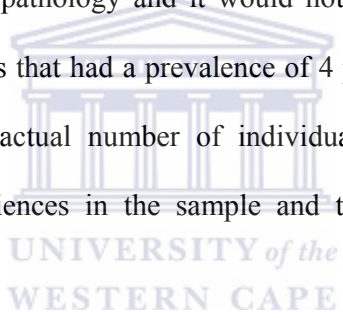 pathology and it would not
s that had a prevalence of 4
actual number of individua
iences in the sample and t
UNIVERSITY of the
WESTERN CAPE